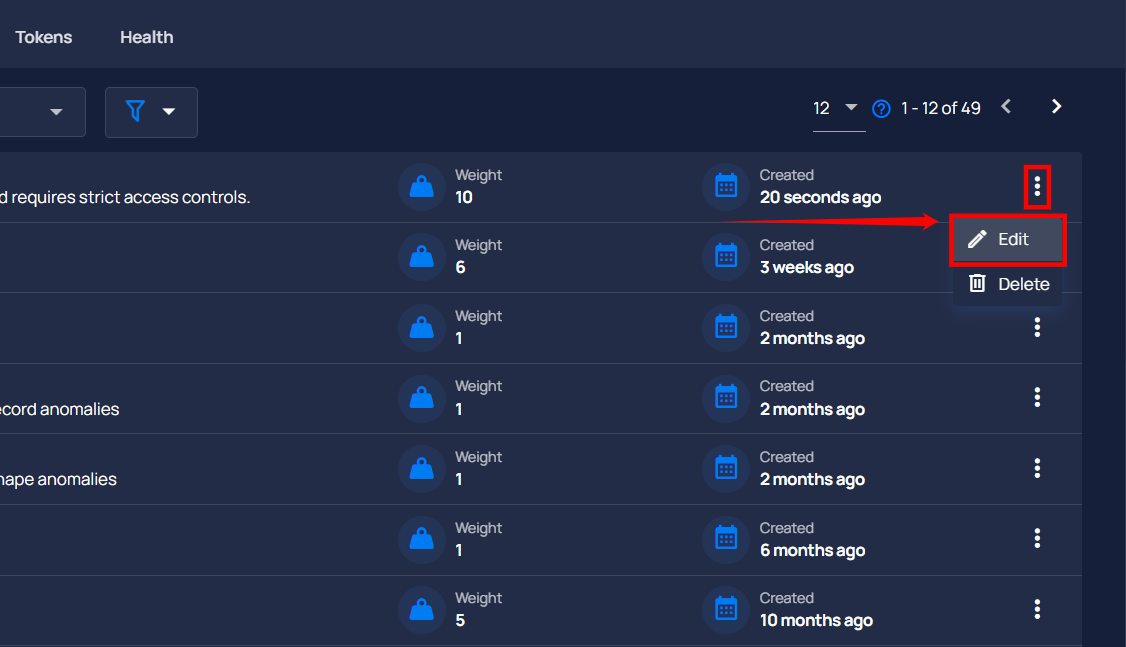 Tokens Health
12 1 - 12 of 49
Weight Created
requires strict access controls. 10 20 seconds ago
Edit
Weight Created
6 3 weeks ago
Delete
Weight Created
1 2 months ago
Weight Created
anomalies 1 2 months ago
Weight Created
anomalies 1 2 months ago
Weight Created
1 6 months ago
Weight Created
5 10 months ago